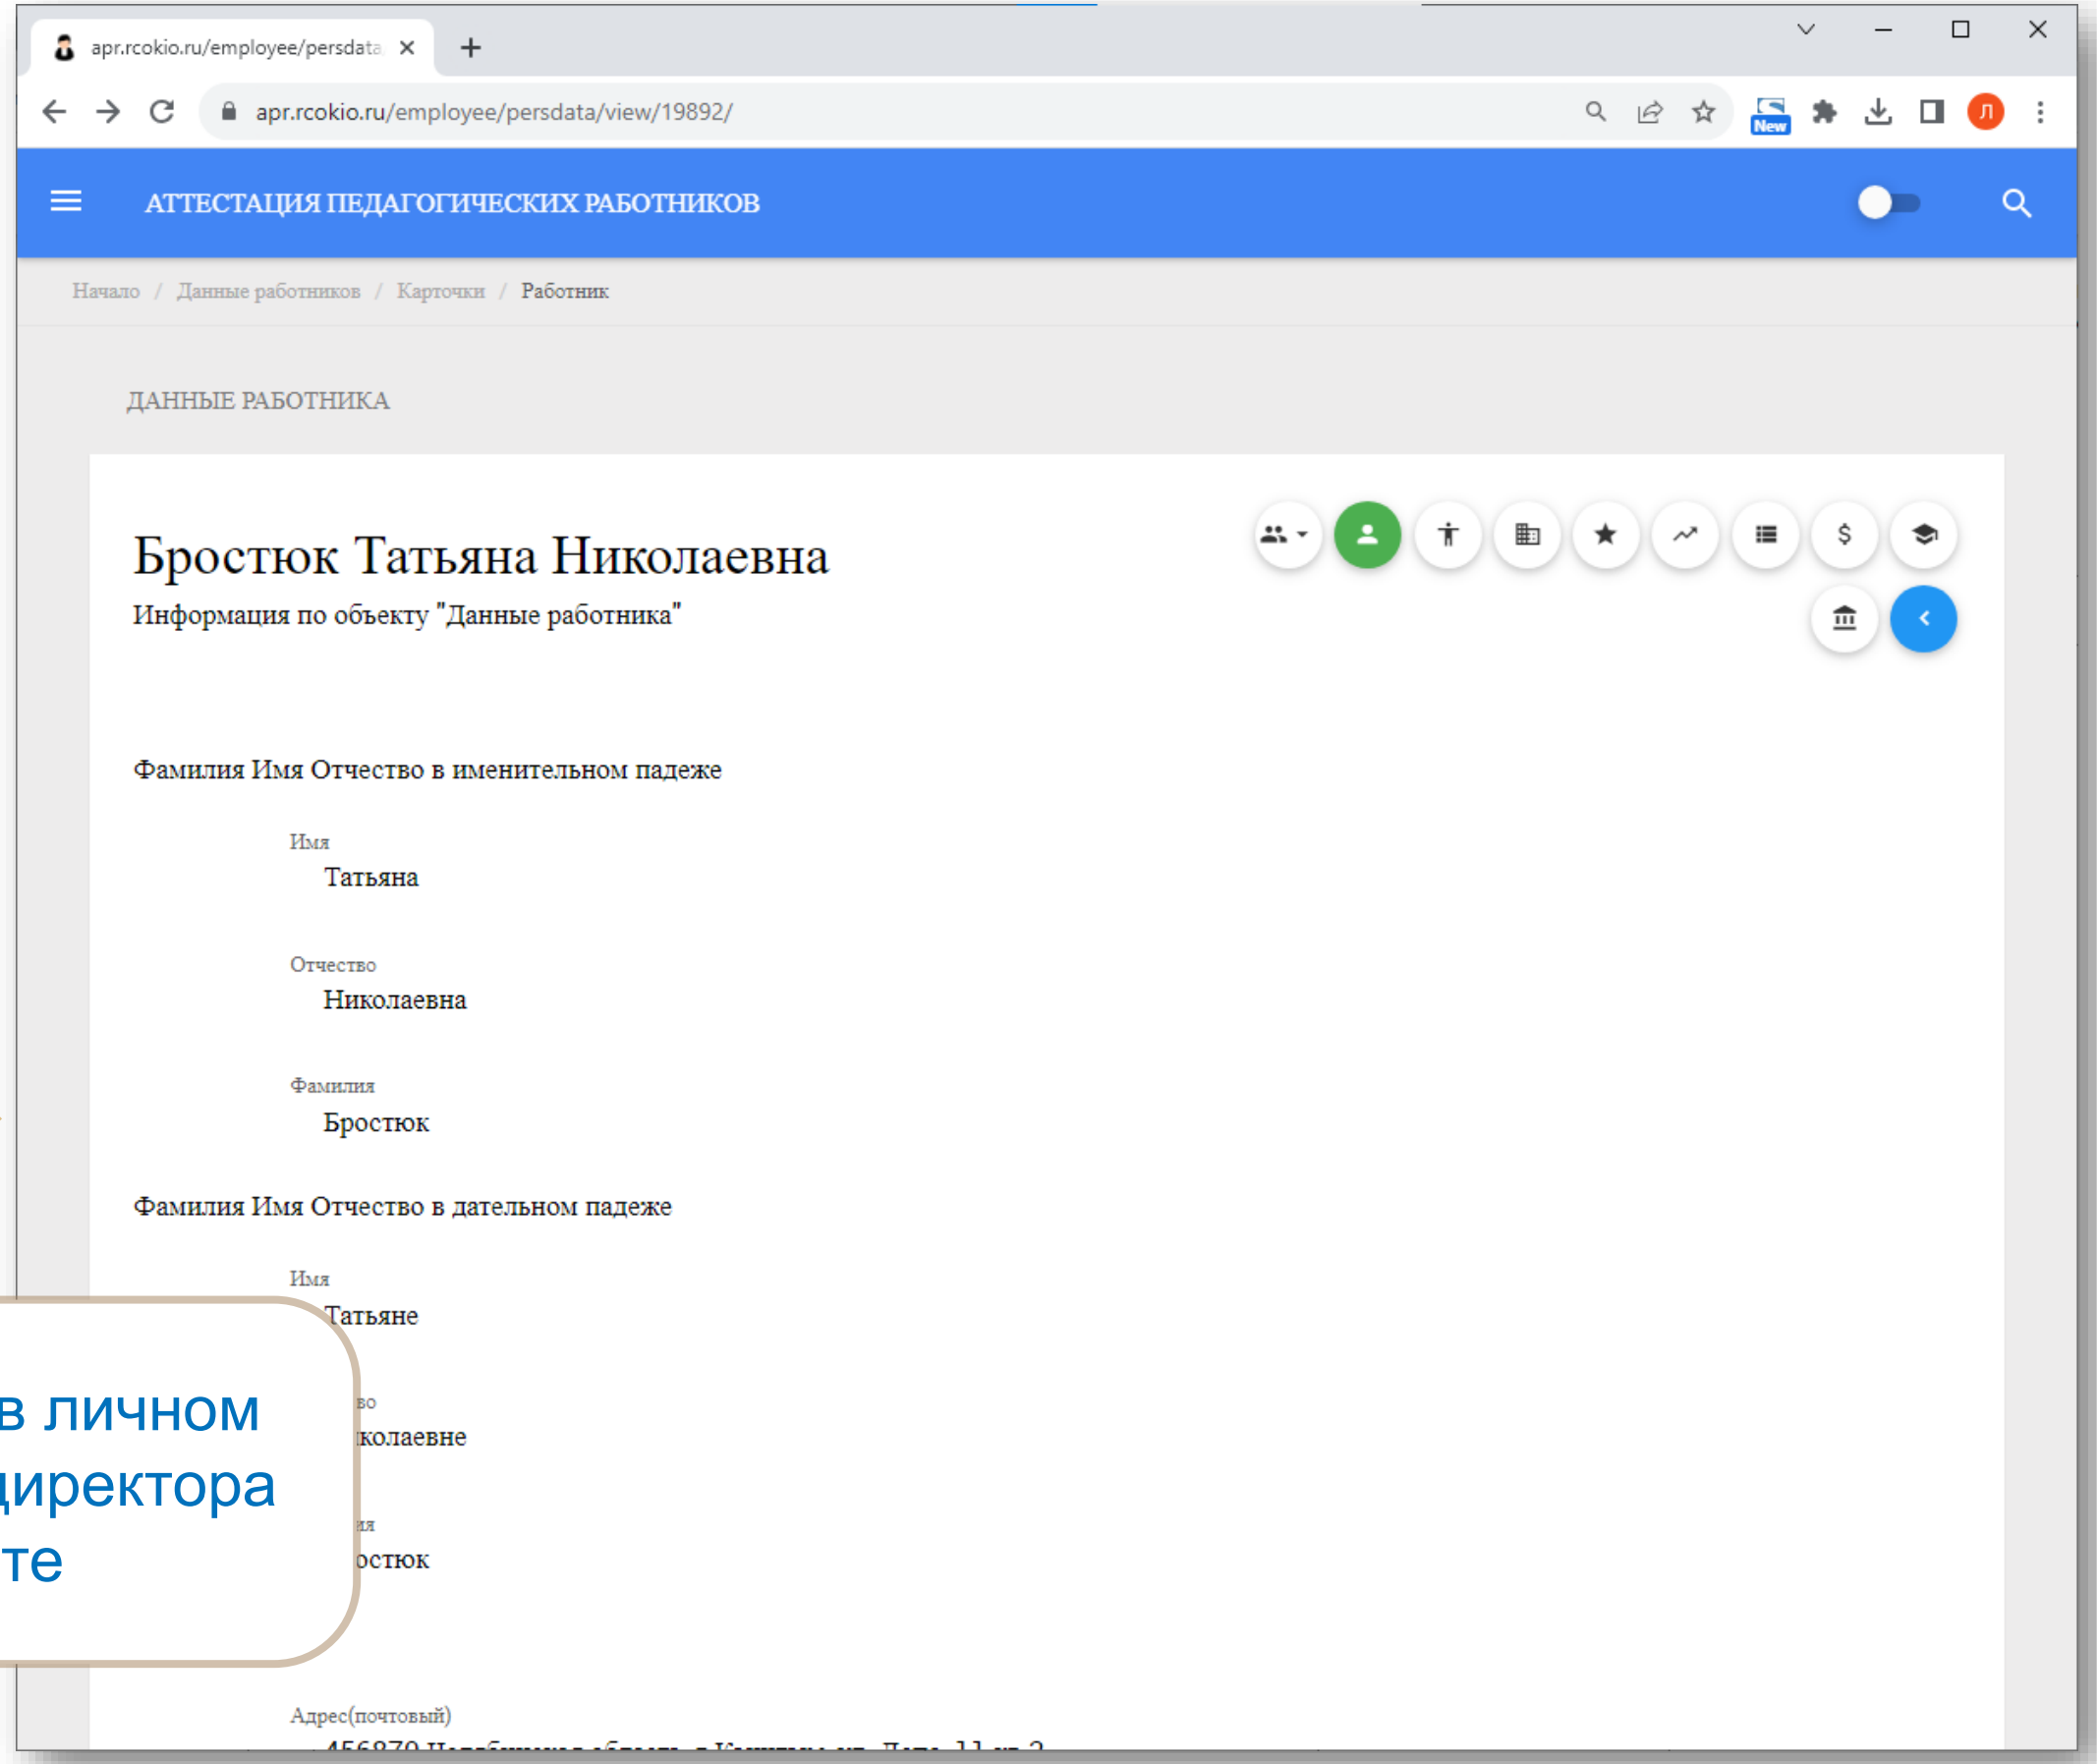 apr.rcokio.ru/employee/persdata
apr.rcokio.ru/employee/persdata/view/19892/
New
Л
АТТЕСТАЦИЯ ПЕДАГОГИЧЕСКИХ РАБОТНИКОВ
Начало / Данные работников / Карточки / Работник
ДАННЫЕ РАБОТНИКА
Бростюк Татьяна Николаевна
Информация по объекту "Данные работника"
Фамилия Имя Отчество в именительном падеже
Имя
Татьяна
Отчество
Николаевна
Фамилия
Бростюк
Фамилия Имя Отчество в дательном падеже
Имя
Татьяне
во
колаевне
ия
остюк
в личном
директора
те
Адрес(почтовый)